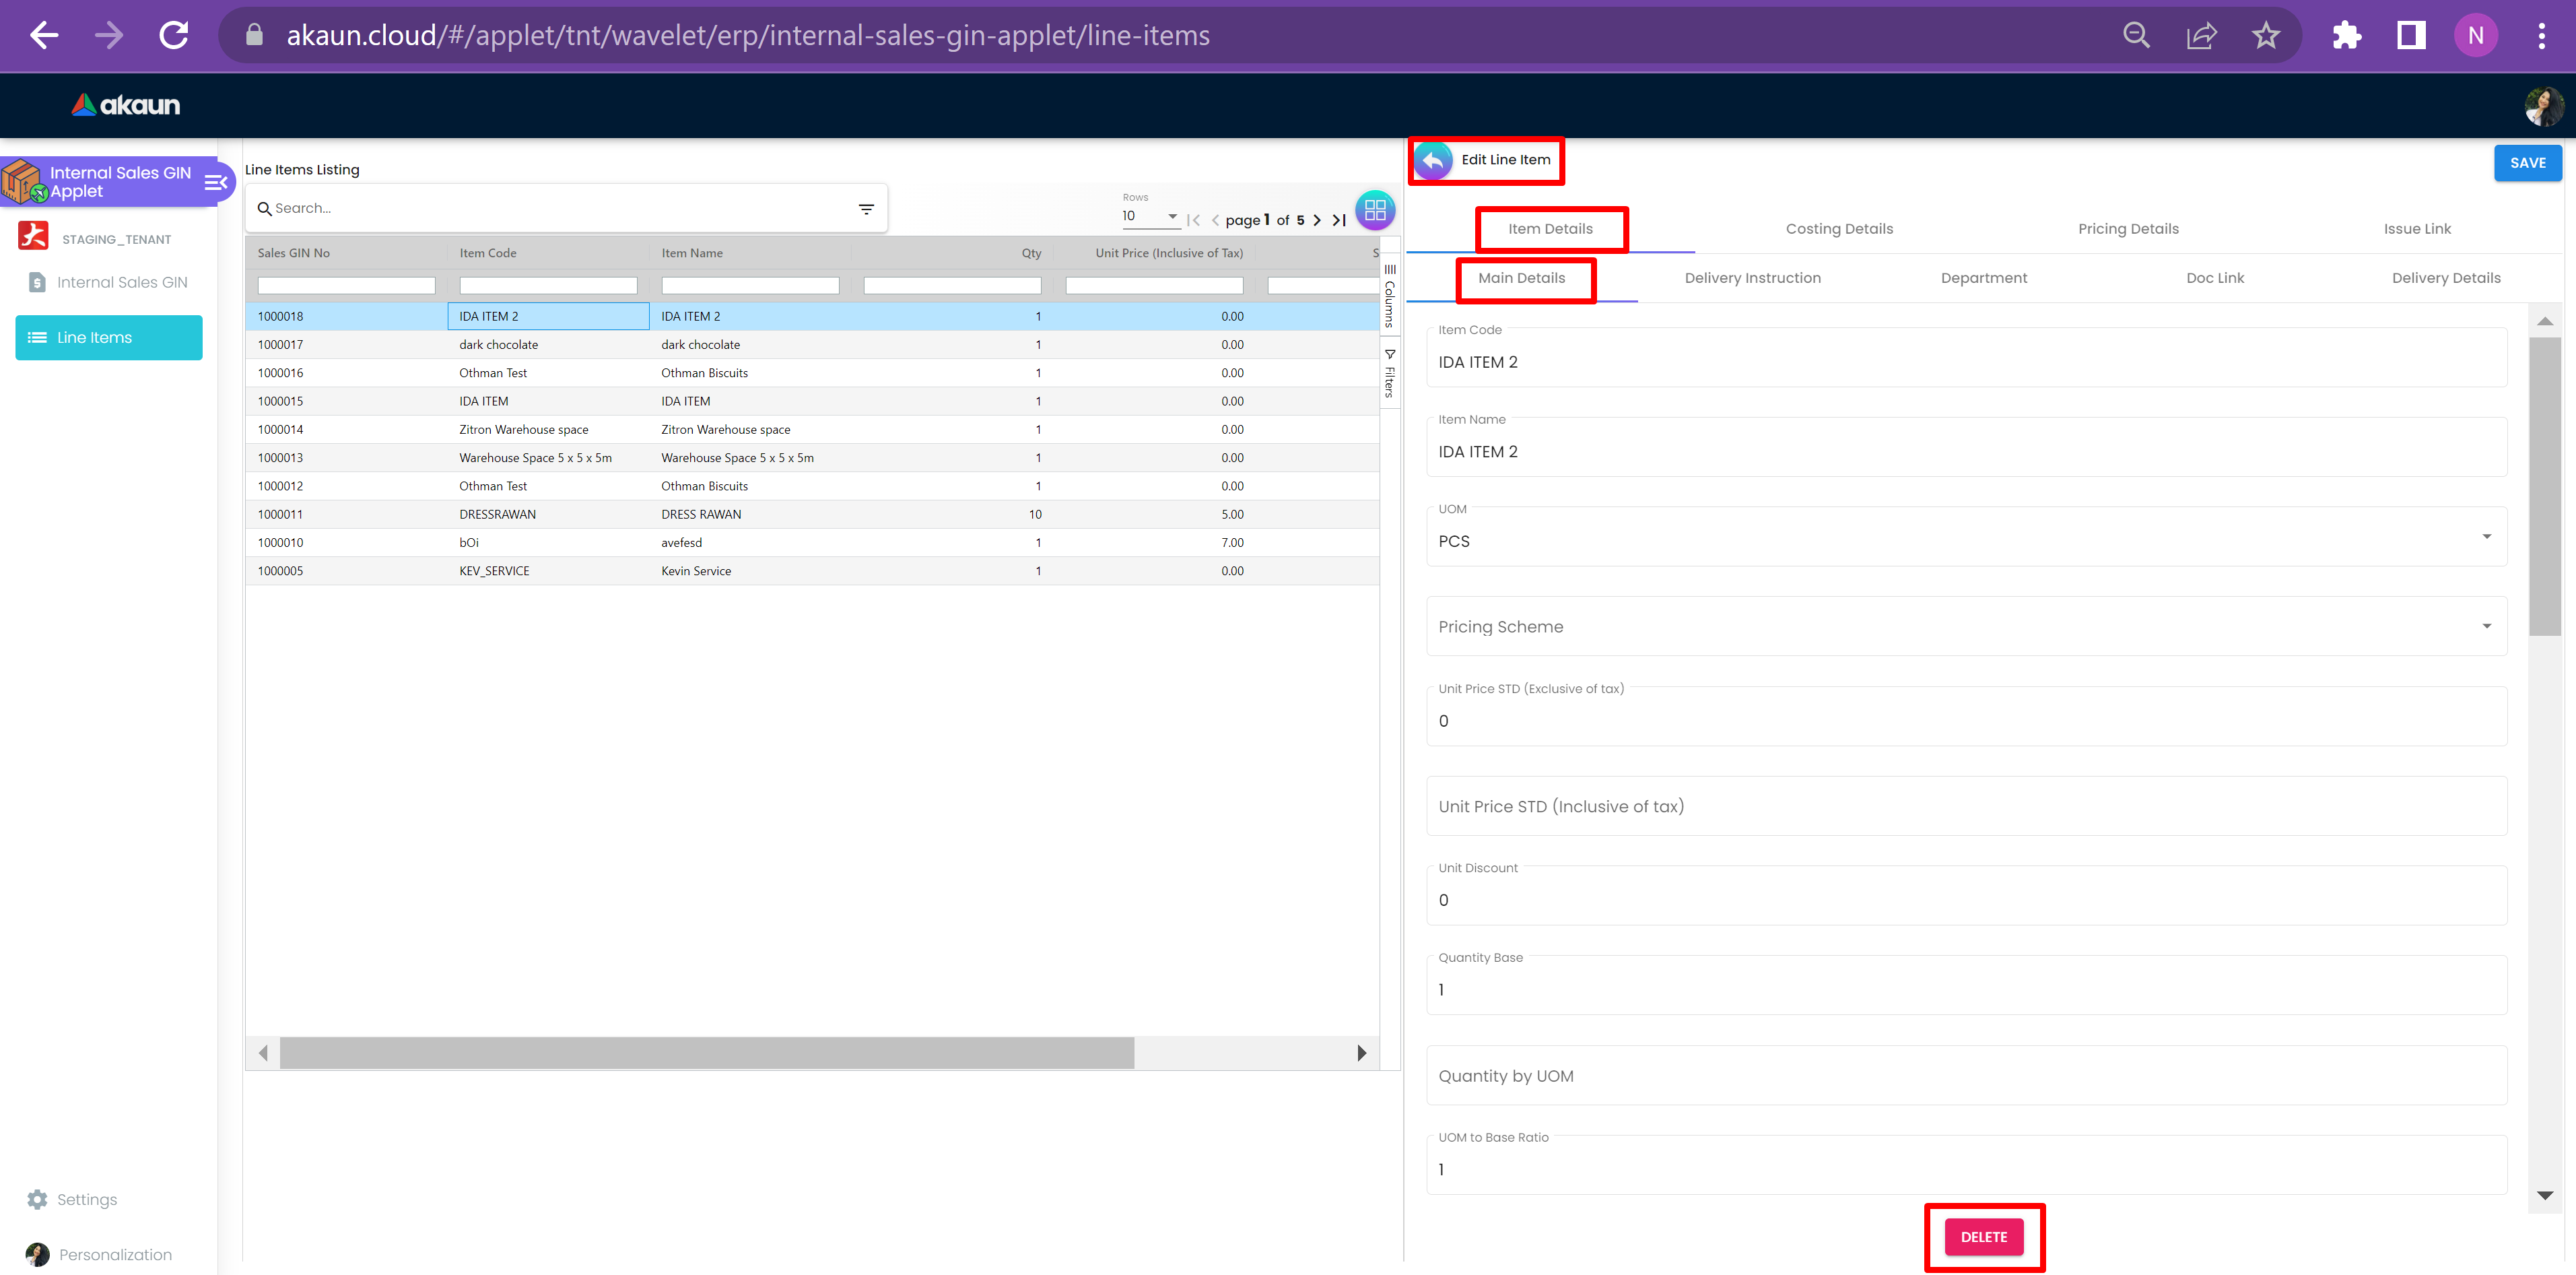 akaun.cloud/#/applet/tnt/wavelet/erp/internal-sales-gin-applet/line-items
N
akaun
Internal Sales GIN
Applet
STAGING_TENANT
Internal Sales GIN
Line Items
Settings
Personalization
Line Items Listing
Search...
Rows
10
page 1 of 5
Sales GIN No Item Code Item Name Qty Unit Price (Inclusive of Tax) S
1000018 IDA ITEM 2 IDA ITEM 2 1 0.00
1000017 dark chocolate dark chocolate 1 0.00
1000016 Othman Test Othman Biscuits 1 0.00
1000015 IDA ITEM IDA ITEM 1 0.00
1000014 Zitron Warehouse space Zitron Warehouse space 1 0.00
1000013 Warehouse Space 5 x 5 x 5m Warehouse Space 5 x 5 x 5m 1 0.00
1000012 Othman Test Othman Biscuits 1 0.00
1000011 DRESSRAWAN DRESS RAWAN 10 5.00
1000010 bOi avefesd 1 7.00
1000005 KEV_SERVICE Kevin Service 1 0.00
Columns
Filters
Edit Line Item
SAVE
Item Details Costing Details Pricing Details Issue Link
Main Details Delivery Instruction Department Doc Link Delivery Details
Item Code
IDA ITEM 2
Item Name
IDA ITEM 2
UOM
PCS
Pricing Scheme
Unit Price STD (Exclusive of tax)
0
Unit Price STD (Inclusive of tax)
Unit Discount
0
Quantity Base
1
Quantity by UOM
UOM to Base Ratio
1
DELETE